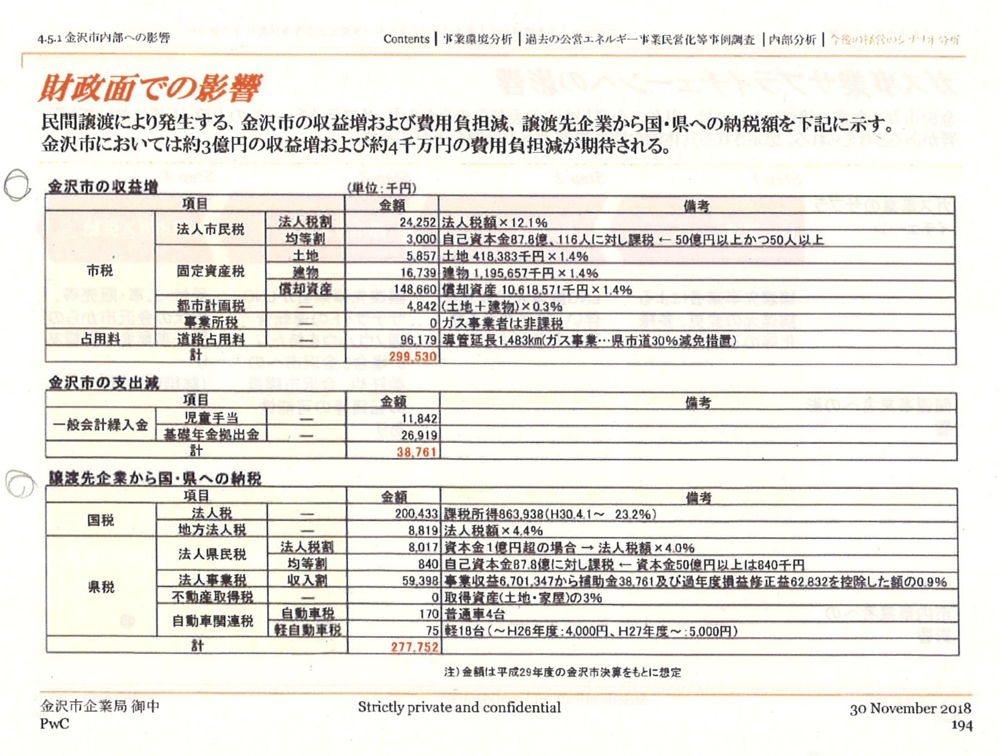 4.5.1 金沢市内部への影響
Contents | 事業環境分析 | 過去の公営エネルギー事業民営化等事例調査 | 内部分析 | 今後の経営のシナリオ分析
財政面での影響
民間譲渡により発生する、金沢市の収益増および費用負担減、譲渡先企業から国・県への納税額を下記に示す。
金沢市においては約3億円の収益増および約4千万円の費用負担減が期待される。
金沢市の収益増 (単位:千円)
項目 金額 備考
市税 法人市民税 法人税割 24,252 法人税額×12.1%
均等割 3,000 自己資本金87.8億、116人に対し課税 ← 50億円以上かつ50人以上
固定資産税 土地 5,857 土地 418,383千円×1.4%
建物 16,739 建物 1,195,657千円×1.4%
償却資産 148,660 償却資産 10,618,571千円×1.4%
都市計画税 4,842 (土地+建物)×0.3%
事業所税 0 ガス事業者は非課税
占用料 道路占用料 — 96,179 導管延長1,483km(ガス事業…県市道30%減免措置)
計 299,530
金沢市の支出減
項目 金額 備考
一般会計繰入金 児童手当 — 11,842
基礎年金拠出金 — 26,919
計 38,761
譲渡先企業から国・県への納税
項目 金額 備考
国税 法人税 — 200,433 課税所得863,938(H30.4.1~ 23.2%)
地方法人税 — 8,819 法人税額×4.4%
県税 法人県民税 法人税割 8,017 資本金1億円超の場合 → 法人税額×4.0%
均等割 840 自己資本金87.8億に対し課税 ← 資本金50億円以上は840千円
法人事業税 収入割 59,398 事業収益6,701,347から補助金38,761及び過年度損益修正益62,832を控除した額の0.9%
不動産取得税 — 0 取得資産(土地・家屋)の3%
自動車関連税 自動車税 170 普通車4台
軽自動車税 75 軽18台(~H26年度:4,000円、H27年度~:5,000円)
計 277,752
注)金額は平成29年度の金沢市決算をもとに想定
金沢市企業局 御中
PwC
Strictly private and confidential
30 November 2018
194